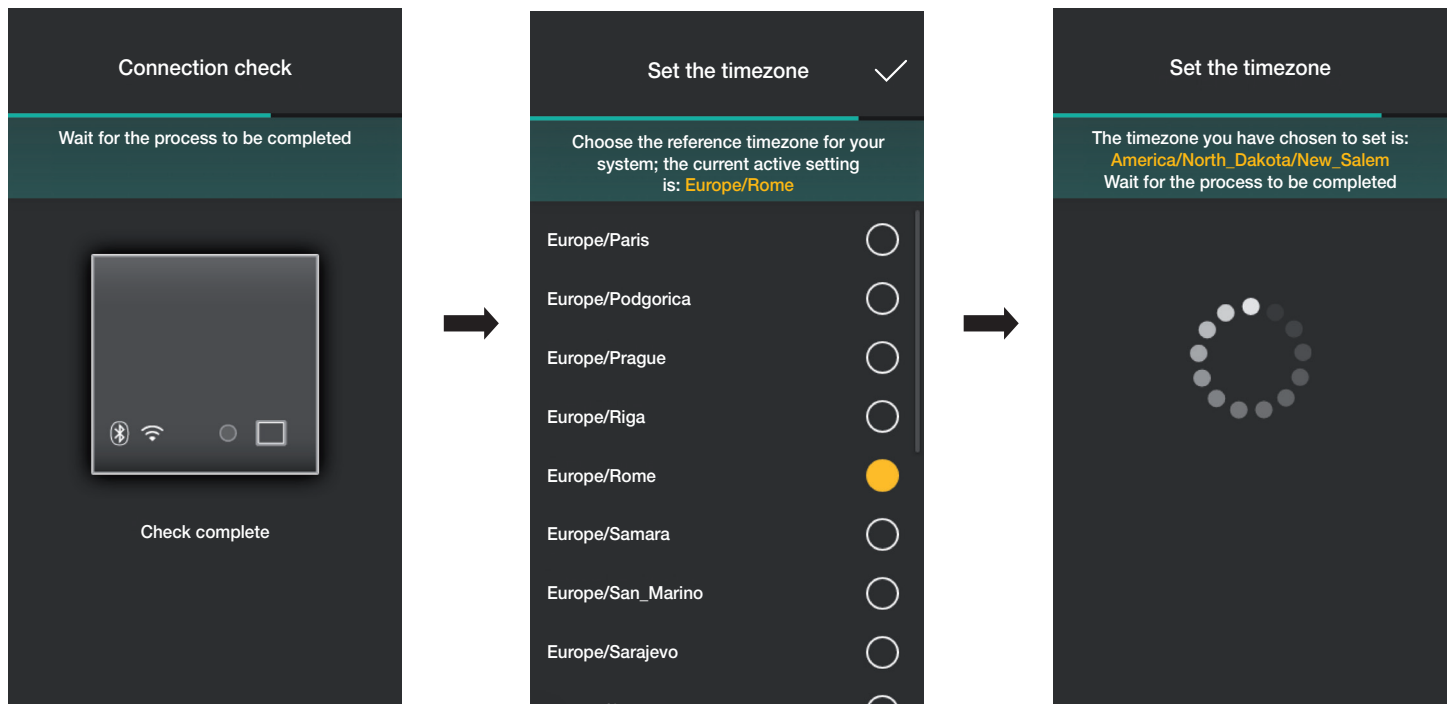 Connection check
Wait for the process to be completed
Check complete
Set the timezone
Choose the reference timezone for your
system; the current active setting
is: Europe/Rome
Europe/Paris
Europe/Podgorica
Europe/Prague
Europe/Riga
Europe/Rome
Europe/Samara
Europe/San_Marino
Europe/Sarajevo
Set the timezone
The timezone you have chosen to set is:
America/North_Dakota/New_Salem
Wait for the process to be completed